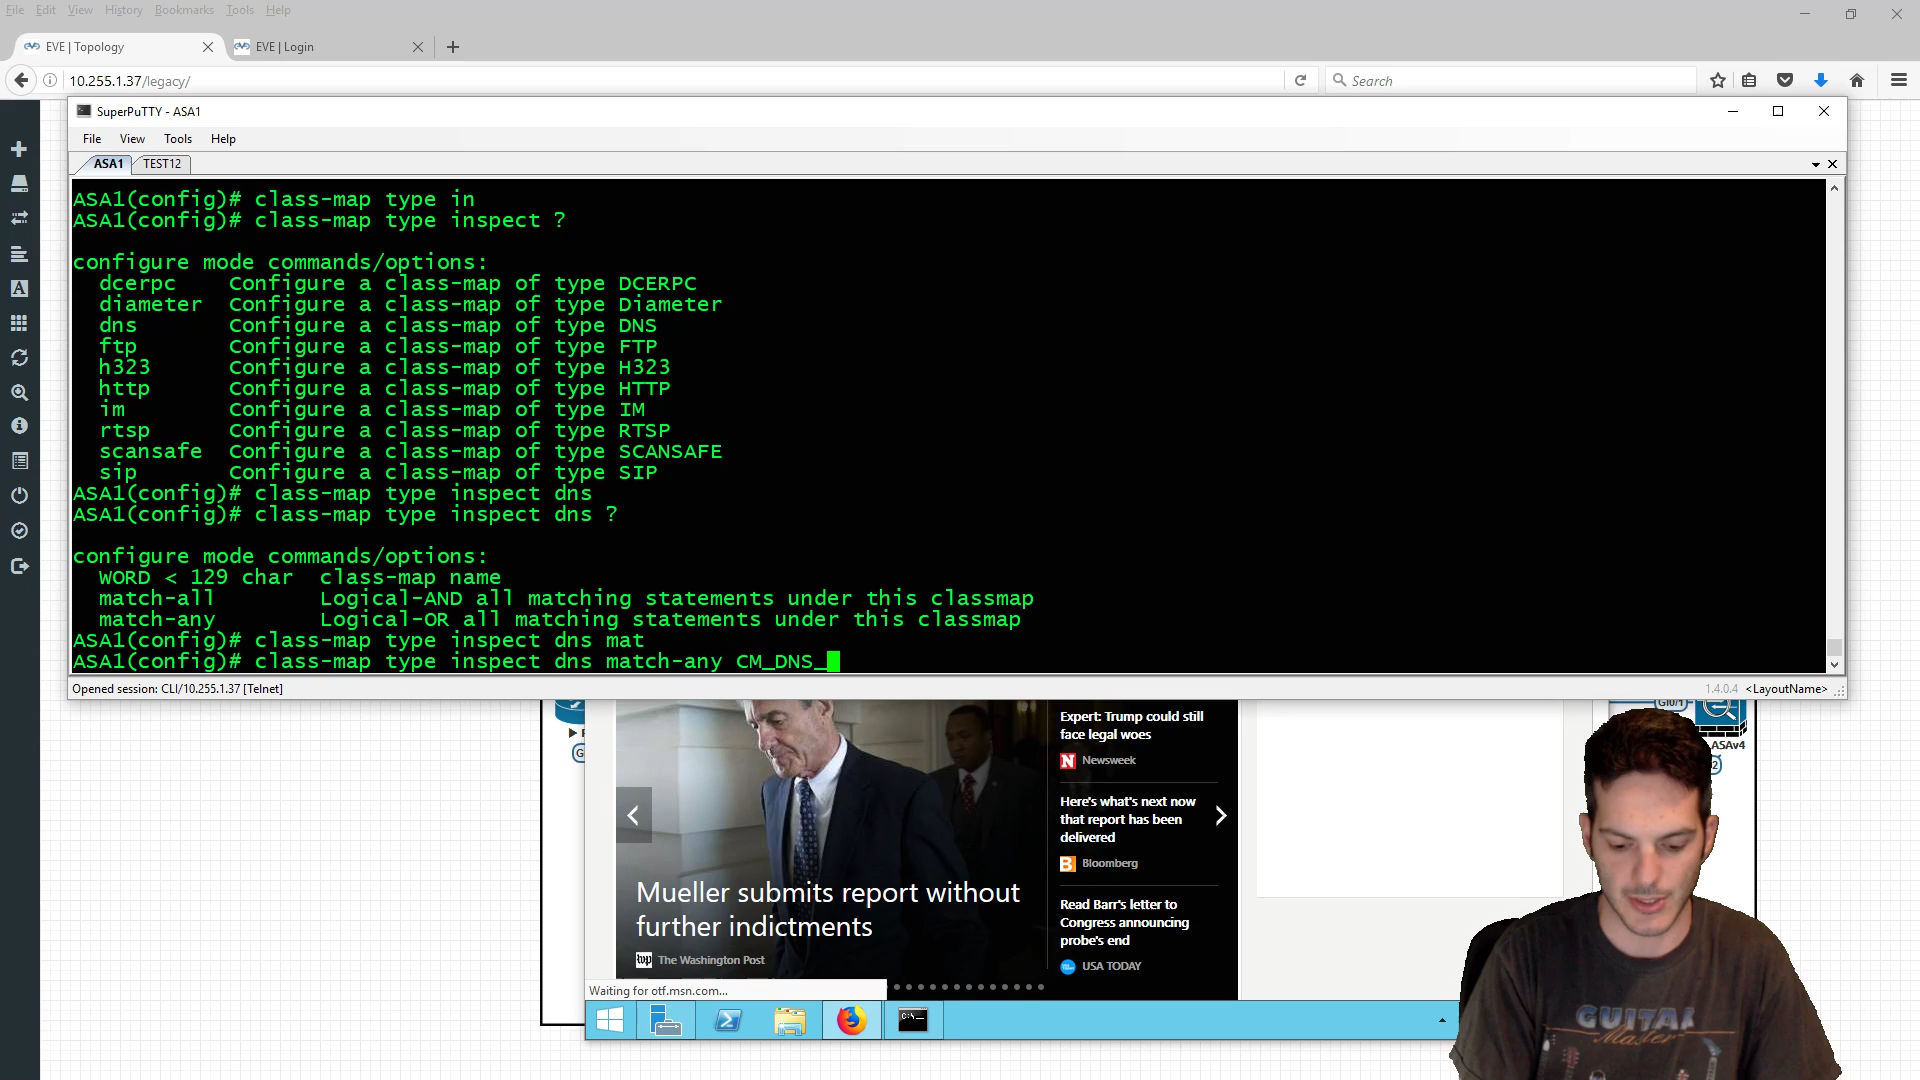 File Edit View History Bookmarks Tools Help
EVE | Topology
EVE | Login
10.255.1.37/legacy/
Search
SuperPuTTY - ASA1
File View Tools Help
ASA1 TEST12
ASA1(config)# class-map type in
ASA1(config)# class-map type inspect ?
configure mode commands/options:
dcerpc Configure a class-map of type DCERPC
diameter Configure a class-map of type Diameter
dns Configure a class-map of type DNS
ftp Configure a class-map of type FTP
h323 Configure a class-map of type H323
http Configure a class-map of type HTTP
im Configure a class-map of type IM
rtsp Configure a class-map of type RTSP
scansafe Configure a class-map of type SCANSAFE
sip Configure a class-map of type SIP
ASA1(config)# class-map type inspect dns
ASA1(config)# class-map type inspect dns ?
configure mode commands/options:
WORD < 129 char class-map name
match-all Logical-AND all matching statements under this classmap
match-any Logical-OR all matching statements under this classmap
ASA1(config)# class-map type inspect dns mat
ASA1(config)# class-map type inspect dns match-any CM_DNS_
Opened session: CLI/10.255.1.37 [Telnet]
1.4.0.4 <LayoutName>
Gi0/1
ASAv4
Expert: Trump could still
face legal woes
Newsweek
Here's what's next now
that report has been
delivered
Bloomberg
Read Barr's letter to
Congress announcing
probe's end
USA TODAY
Mueller submits report without
further indictments
wp The Washington Post
Waiting for otf.msn.com...
GUITAR
Master